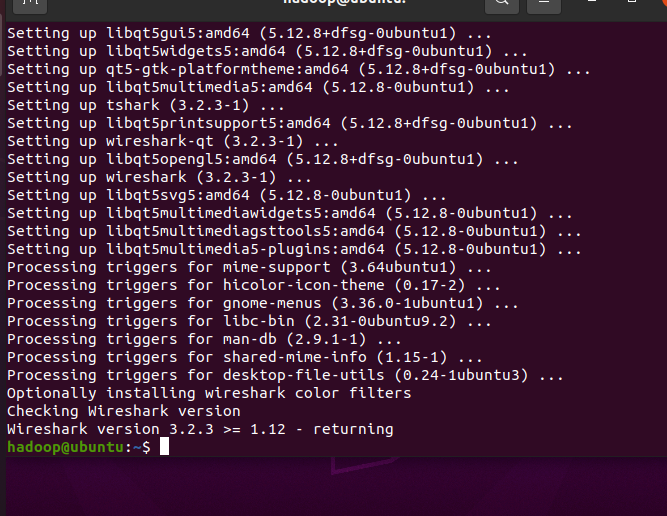 hadoop@ubuntu:
Setting up libqt5gui5:amd64 (5.12.8+dfsg-0ubuntu1) ...
Setting up libqt5widgets5:amd64 (5.12.8+dfsg-0ubuntu1) ...
Setting up qt5-gtk-platformtheme:amd64 (5.12.8+dfsg-0ubuntu1) ...
Setting up libqt5multimedia5:amd64 (5.12.8-0ubuntu1) ...
Setting up tshark (3.2.3-1) ...
Setting up libqt5printsupport5:amd64 (5.12.8+dfsg-0ubuntu1) ...
Setting up wireshark-qt (3.2.3-1) ...
Setting up libqt5opengl5:amd64 (5.12.8+dfsg-0ubuntu1) ...
Setting up wireshark (3.2.3-1) ...
Setting up libqt5svg5:amd64 (5.12.8-0ubuntu1) ...
Setting up libqt5multimediawidgets5:amd64 (5.12.8-0ubuntu1) ...
Setting up libqt5multimediagsttools5:amd64 (5.12.8-0ubuntu1) ...
Setting up libqt5multimedia5-plugins:amd64 (5.12.8-0ubuntu1) ...
Processing triggers for mime-support (3.64ubuntu1) ...
Processing triggers for hicolor-icon-theme (0.17-2) ...
Processing triggers for gnome-menus (3.36.0-1ubuntu1) ...
Processing triggers for libc-bin (2.31-0ubuntu9.2) ...
Processing triggers for man-db (2.9.1-1) ...
Processing triggers for shared-mime-info (1.15-1) ...
Processing triggers for desktop-file-utils (0.24-1ubuntu3) ...
Optionally installing wireshark color filters
Checking Wireshark version
Wireshark version 3.2.3 >= 1.12 - returning
hadoop@ubuntu:~$